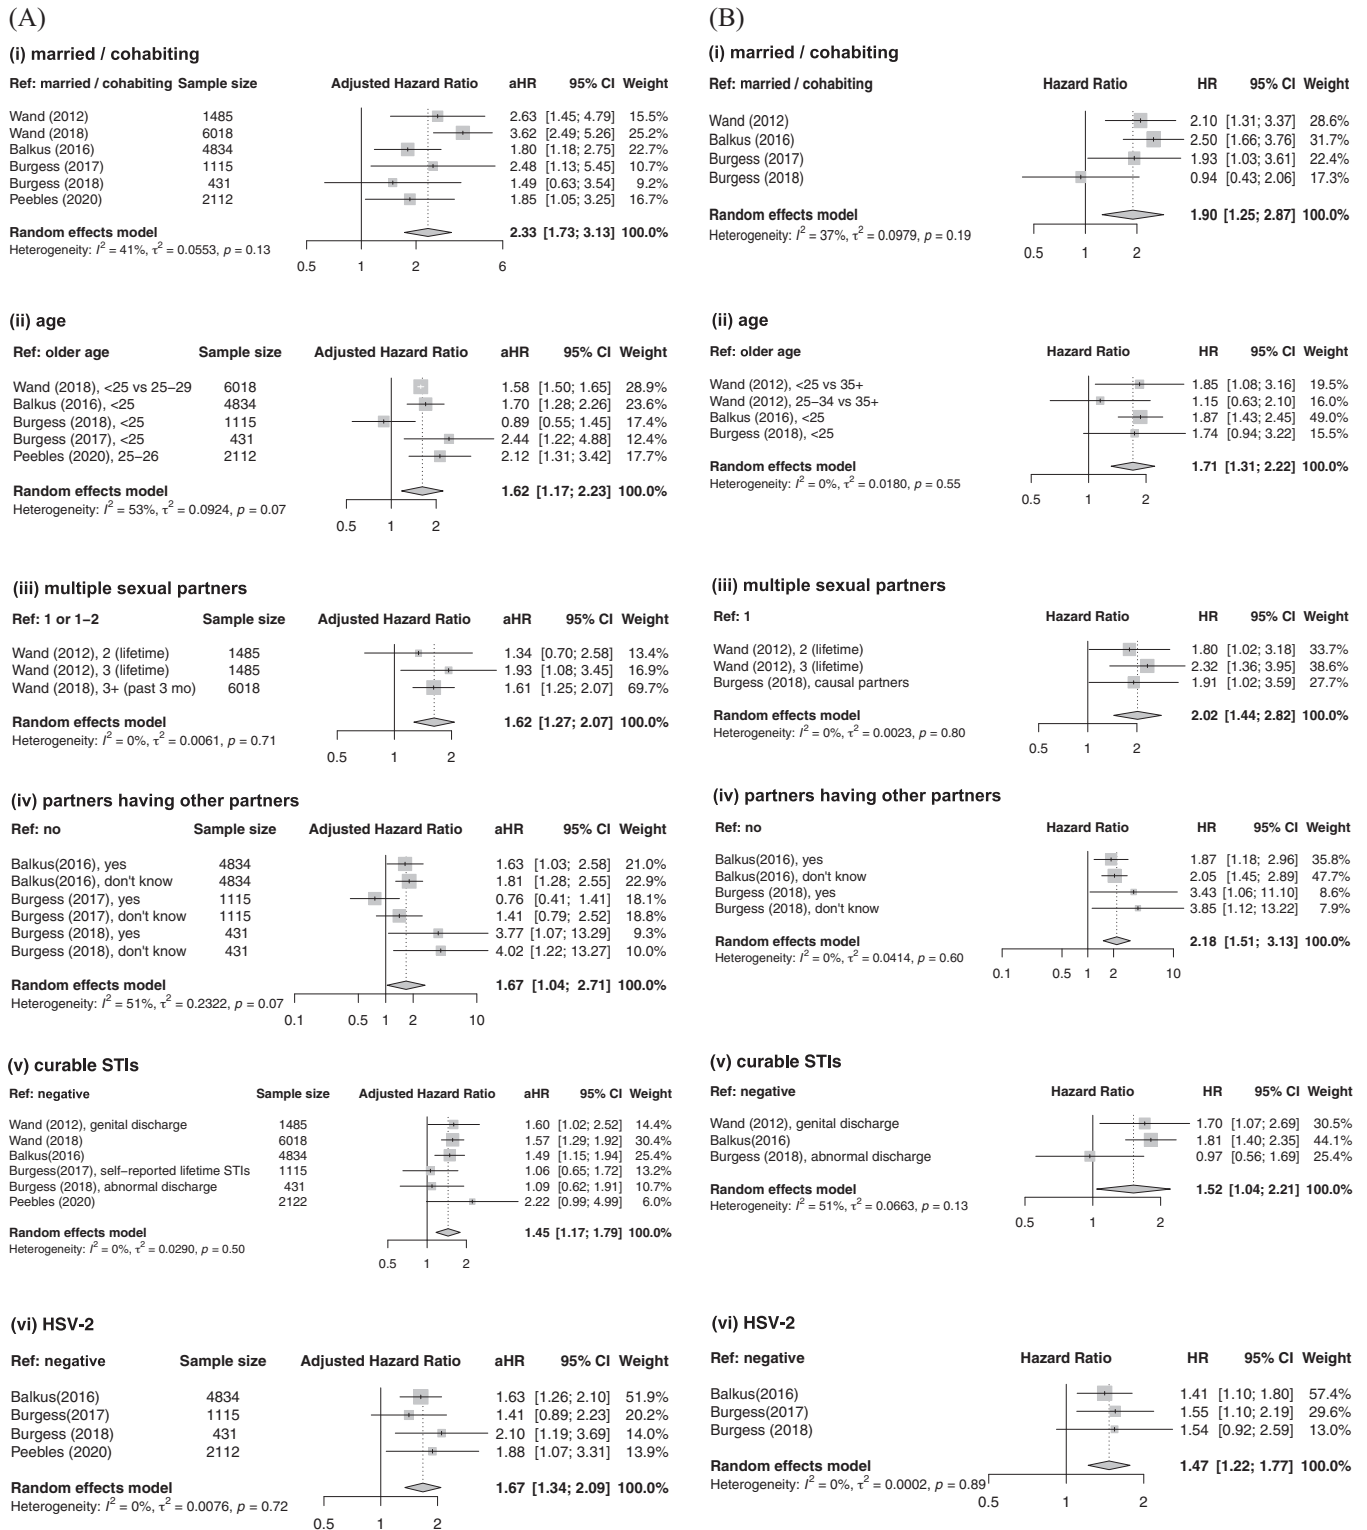 (A)
(i) married / cohabiting
Ref: married / cohabiting Sample size Adjusted Hazard Ratio aHR 95% CI Weight
Wand (2012) 1485 2.63 [1.45; 4.79] 15.5%
Wand (2018) 6018 3.62 [2.49; 5.26] 25.2%
Balkus (2016) 4834 1.80 [1.18; 2.75] 22.7%
Burgess (2017) 1115 2.48 [1.13; 5.45] 10.7%
Burgess (2018) 431 1.49 [0.63; 3.54] 9.2%
Peebles (2020) 2112 1.85 [1.05; 3.25] 16.7%
Random effects model 2.33 [1.73; 3.13] 100.0%
Heterogeneity: I² = 41%, τ² = 0.0553, p = 0.13
0.5 1 2 6
(ii) age
Ref: older age Sample size Adjusted Hazard Ratio aHR 95% CI Weight
Wand (2018), <25 vs 25−29 6018 1.58 [1.50; 1.65] 28.9%
Balkus (2016), <25 4834 1.70 [1.28; 2.26] 23.6%
Burgess (2018), <25 1115 0.89 [0.55; 1.45] 17.4%
Burgess (2017), <25 431 2.44 [1.22; 4.88] 12.4%
Peebles (2020), 25−26 2112 2.12 [1.31; 3.42] 17.7%
Random effects model 1.62 [1.17; 2.23] 100.0%
Heterogeneity: I² = 53%, τ² = 0.0924, p = 0.07
0.5 1 2
(iii) multiple sexual partners
Ref: 1 or 1−2 Sample size Adjusted Hazard Ratio aHR 95% CI Weight
Wand (2012), 2 (lifetime) 1485 1.34 [0.70; 2.58] 13.4%
Wand (2012), 3 (lifetime) 1485 1.93 [1.08; 3.45] 16.9%
Wand (2018), 3+ (past 3 mo) 6018 1.61 [1.25; 2.07] 69.7%
Random effects model 1.62 [1.27; 2.07] 100.0%
Heterogeneity: I² = 0%, τ² = 0.0061, p = 0.71
0.5 1 2
(iv) partners having other partners
Ref: no Sample size Adjusted Hazard Ratio aHR 95% CI Weight
Balkus(2016), yes 4834 1.63 [1.03; 2.58] 21.0%
Balkus(2016), don't know 4834 1.81 [1.28; 2.55] 22.9%
Burgess (2017), yes 1115 0.76 [0.41; 1.41] 18.1%
Burgess (2017), don't know 1115 1.41 [0.79; 2.52] 18.8%
Burgess (2018), yes 431 3.77 [1.07; 13.29] 9.3%
Burgess (2018), don't know 431 4.02 [1.22; 13.27] 10.0%
Random effects model 1.67 [1.04; 2.71] 100.0%
Heterogeneity: I² = 51%, τ² = 0.2322, p = 0.07
0.1 0.5 1 2 10
(v) curable STIs
Ref: negative Sample size Adjusted Hazard Ratio aHR 95% CI Weight
Wand (2012), genital discharge 1485 1.60 [1.02; 2.52] 14.4%
Wand (2018) 6018 1.57 [1.29; 1.92] 30.4%
Balkus(2016) 4834 1.49 [1.15; 1.94] 25.4%
Burgess(2017), self−reported lifetime STIs 1115 1.06 [0.65; 1.72] 13.2%
Burgess (2018), abnormal discharge 431 1.09 [0.62; 1.91] 10.7%
Peebles (2020) 2122 2.22 [0.99; 4.99] 6.0%
Random effects model 1.45 [1.17; 1.79] 100.0%
Heterogeneity: I² = 0%, τ² = 0.0290, p = 0.50
0.5 1 2
(vi) HSV-2
Ref: negative Sample size Adjusted Hazard Ratio aHR 95% CI Weight
Balkus(2016) 4834 1.63 [1.26; 2.10] 51.9%
Burgess(2017) 1115 1.41 [0.89; 2.23] 20.2%
Burgess (2018) 431 2.10 [1.19; 3.69] 14.0%
Peebles (2020) 2112 1.88 [1.07; 3.31] 13.9%
Random effects model 1.67 [1.34; 2.09] 100.0%
Heterogeneity: I² = 0%, τ² = 0.0076, p = 0.72
0.5 1 2
(B)
(i) married / cohabiting
Ref: married / cohabiting Hazard Ratio HR 95% CI Weight
Wand (2012) 2.10 [1.31; 3.37] 28.6%
Balkus (2016) 2.50 [1.66; 3.76] 31.7%
Burgess (2017) 1.93 [1.03; 3.61] 22.4%
Burgess (2018) 0.94 [0.43; 2.06] 17.3%
Random effects model 1.90 [1.25; 2.87] 100.0%
Heterogeneity: I² = 37%, τ² = 0.0979, p = 0.19
0.5 1 2
(ii) age
Ref: older age Hazard Ratio HR 95% CI Weight
Wand (2012), <25 vs 35+ 1.85 [1.08; 3.16] 19.5%
Wand (2012), 25−34 vs 35+ 1.15 [0.63; 2.10] 16.0%
Balkus (2016), <25 1.87 [1.43; 2.45] 49.0%
Burgess (2018), <25 1.74 [0.94; 3.22] 15.5%
Random effects model 1.71 [1.31; 2.22] 100.0%
Heterogeneity: I² = 0%, τ² = 0.0180, p = 0.55
0.5 1 2
(iii) multiple sexual partners
Ref: 1 Hazard Ratio HR 95% CI Weight
Wand (2012), 2 (lifetime) 1.80 [1.02; 3.18] 33.7%
Wand (2012), 3 (lifetime) 2.32 [1.36; 3.95] 38.6%
Burgess (2018), causal partners 1.91 [1.02; 3.59] 27.7%
Random effects model 2.02 [1.44; 2.82] 100.0%
Heterogeneity: I² = 0%, τ² = 0.0023, p = 0.80
0.5 1 2
(iv) partners having other partners
Ref: no Hazard Ratio HR 95% CI Weight
Balkus(2016), yes 1.87 [1.18; 2.96] 35.8%
Balkus(2016), don't know 2.05 [1.45; 2.89] 47.7%
Burgess (2018), yes 3.43 [1.06; 11.10] 8.6%
Burgess (2018), don't know 3.85 [1.12; 13.22] 7.9%
Random effects model 2.18 [1.51; 3.13] 100.0%
Heterogeneity: I² = 0%, τ² = 0.0414, p = 0.60
0.1 0.5 1 2 10
(v) curable STIs
Ref: negative Hazard Ratio HR 95% CI Weight
Wand (2012), genital discharge 1.70 [1.07; 2.69] 30.5%
Balkus(2016) 1.81 [1.40; 2.35] 44.1%
Burgess (2018), abnormal discharge 0.97 [0.56; 1.69] 25.4%
Random effects model 1.52 [1.04; 2.21] 100.0%
Heterogeneity: I² = 51%, τ² = 0.0663, p = 0.13
0.5 1 2
(vi) HSV-2
Ref: negative Hazard Ratio HR 95% CI Weight
Balkus(2016) 1.41 [1.10; 1.80] 57.4%
Burgess(2017) 1.55 [1.10; 2.19] 29.6%
Burgess (2018) 1.54 [0.92; 2.59] 13.0%
Random effects model 1.47 [1.22; 1.77] 100.0%
Heterogeneity: I² = 0%, τ² = 0.0002, p = 0.89
0.5 1 2